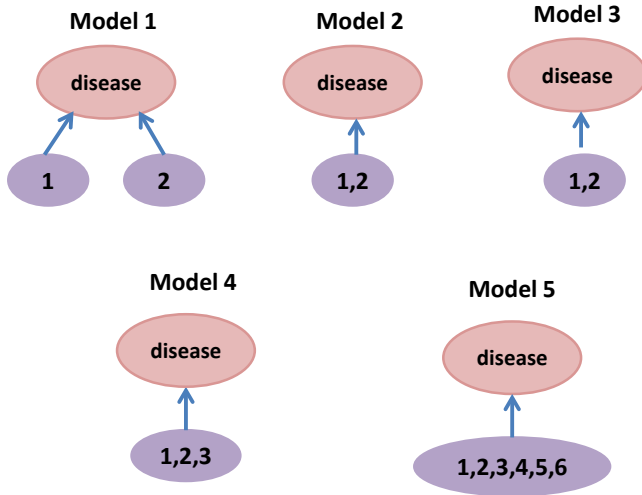 Model 1
Model 2
Model 3
disease
disease
disease
1
2
1,2
1,2
Model 4
Model 5
disease
disease
1,2,3
1,2,3,4,5,6